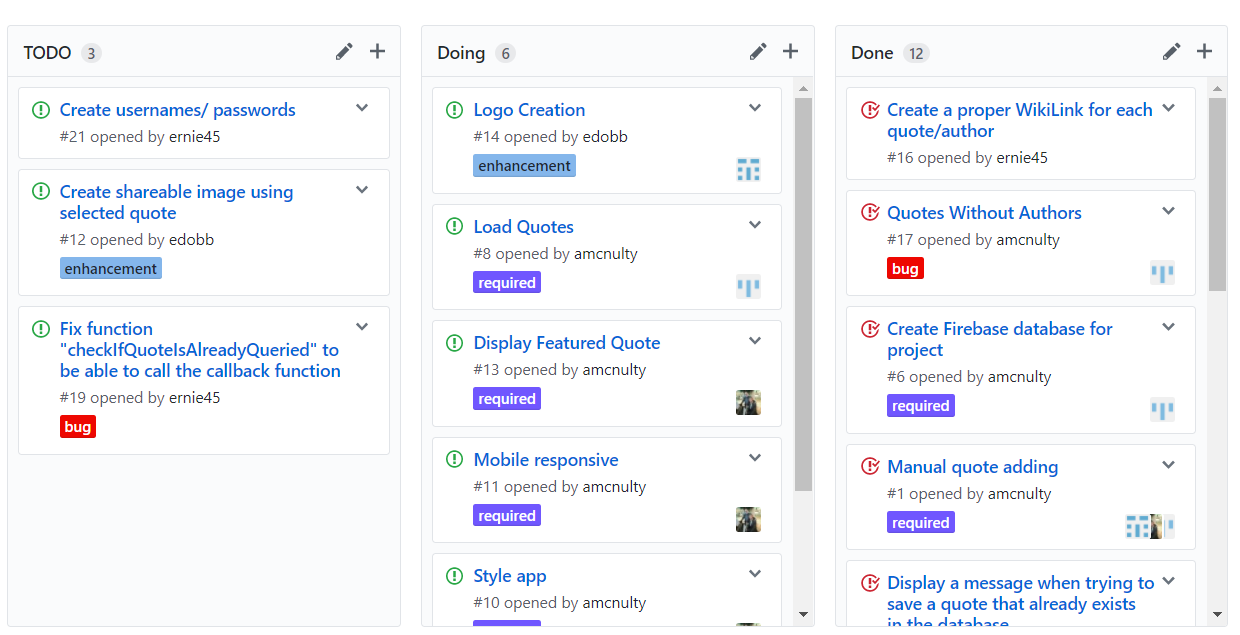 TODO 3
Create usernames/ passwords
#21 opened by ernie45
Create shareable image using
selected quote
#12 opened by edobb
enhancement
Fix function
"checkIfQuoteIsAlreadyQueried" to
be able to call the callback function
#19 opened by ernie45
bug
Doing 6
Logo Creation
#14 opened by edobb
enhancement
Load Quotes
#8 opened by amcnulty
required
Display Featured Quote
#13 opened by amcnulty
required
Mobile responsive
#11 opened by amcnulty
required
Style app
#10 opened by amcnulty
Done 12
Create a proper WikiLink for each
quote/author
#16 opened by ernie45
Quotes Without Authors
#17 opened by amcnulty
bug
Create Firebase database for
project
#6 opened by amcnulty
required
Manual quote adding
#1 opened by amcnulty
required
Display a message when trying to
save a quote that already exists
in the database